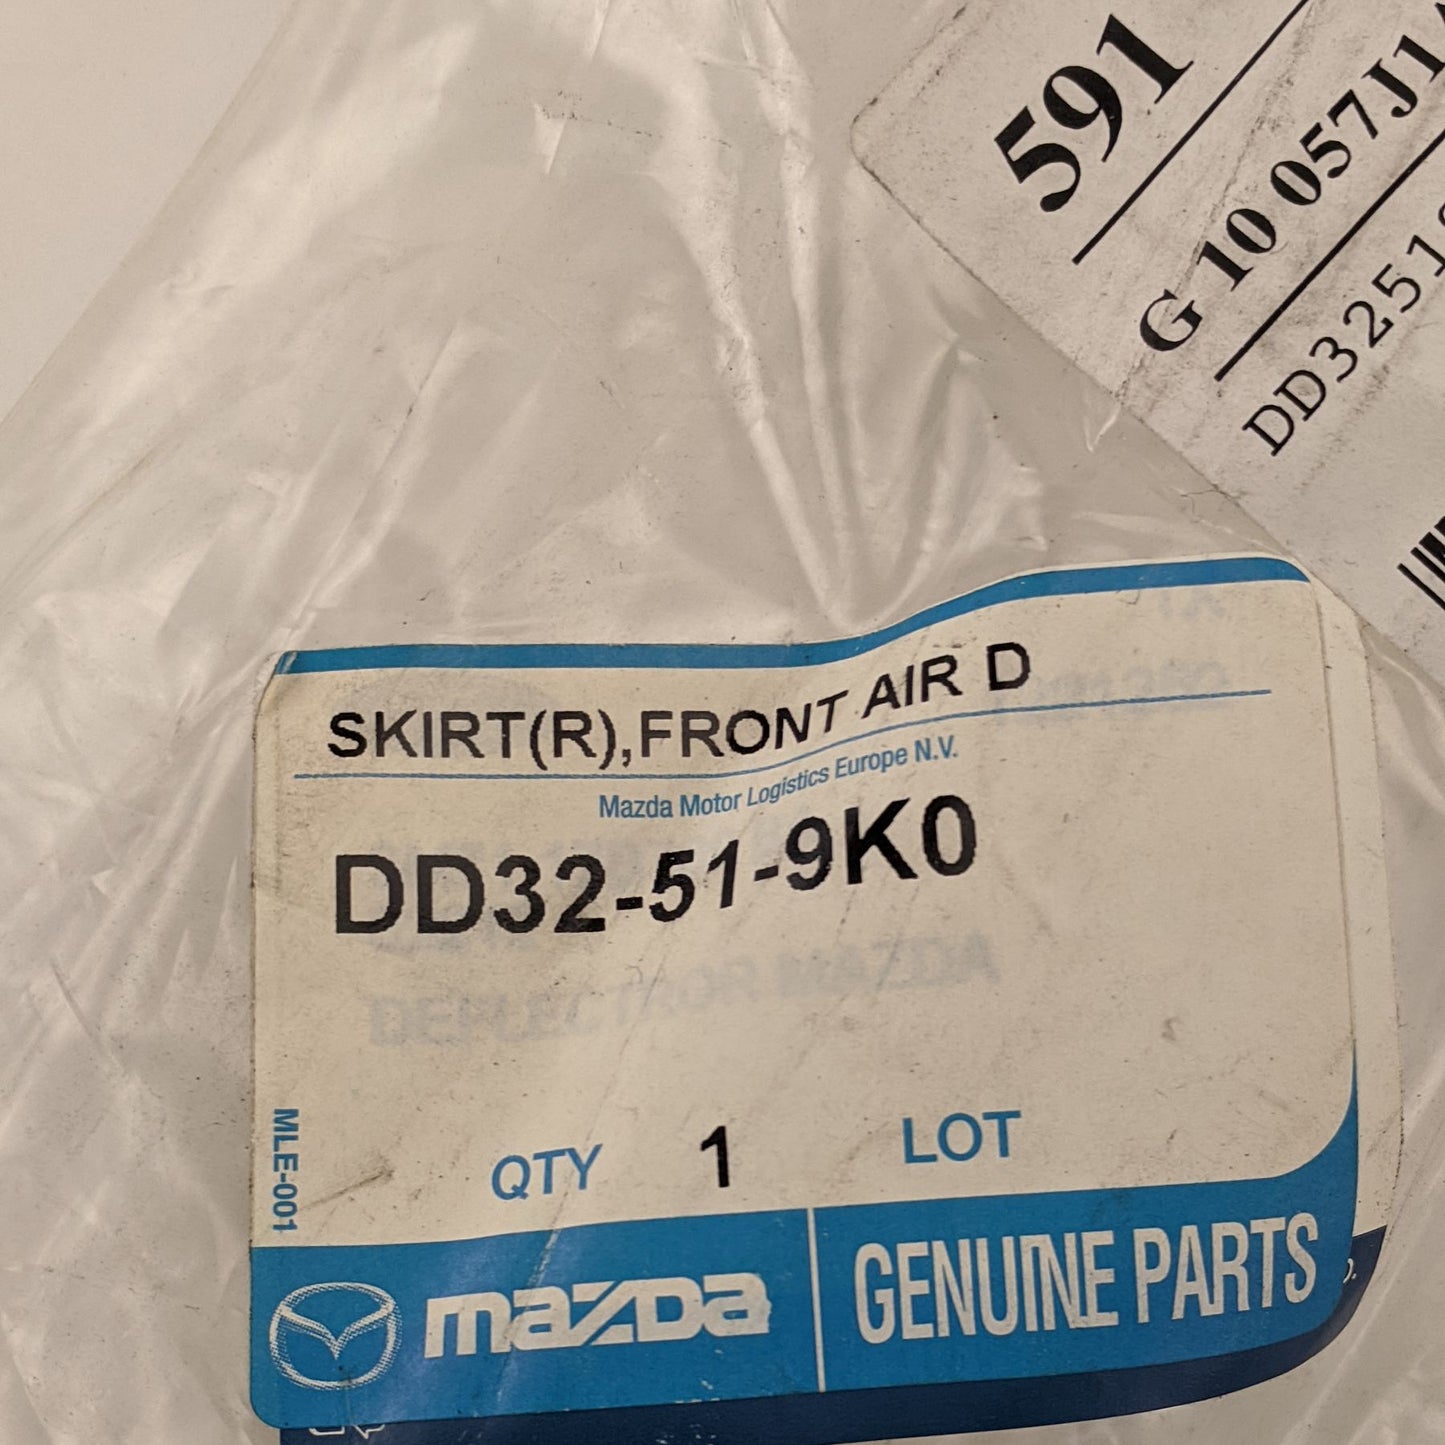 591
G 10 057J1
DD3251
SKIRT(R),FRONT AIR D
Mazda Motor Logistics Europe N.V.
DD32-51-9K0
DEFLECTOR MAZDA
QTY 1 LOT
MLE-001
mazda GENUINE PARTS